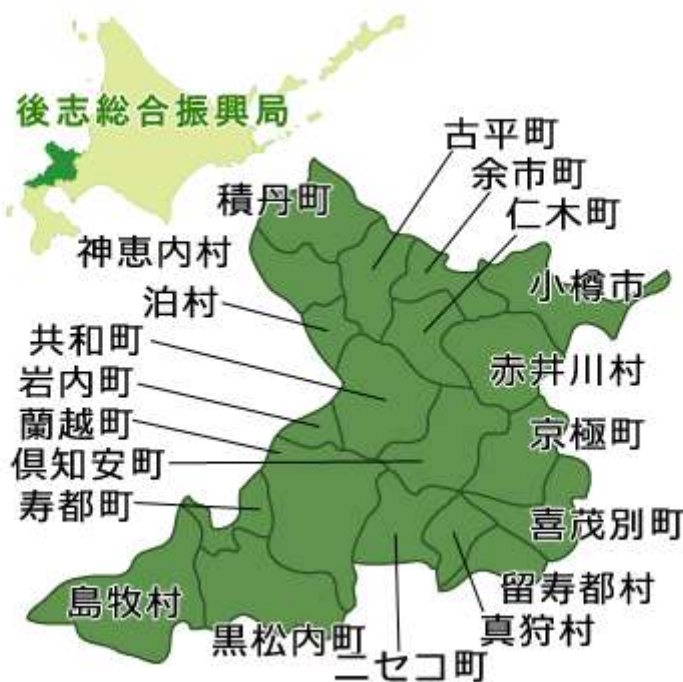 後志総合振興局
古平町
余市町
仁木町
積丹町
神恵内村
小樽市
泊村
共和町
赤井川村
岩内町
蘭越町
京極町
倶知安町
寿都町
喜茂別町
留寿都村
島牧村
真狩村
黒松内町
ニセコ町